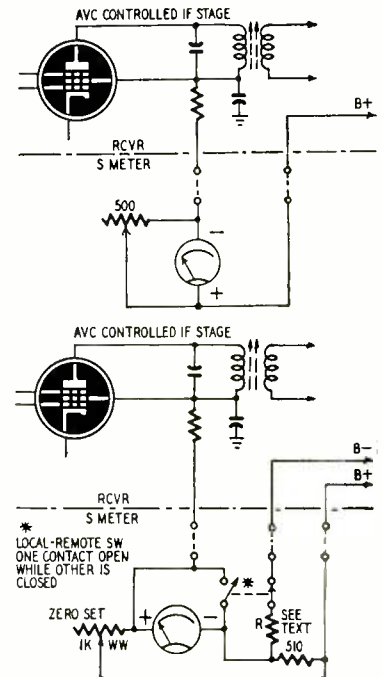 AVC CONTROLLED IF STAGE
B+
RCVR
S METER
500
−
+
AVC CONTROLLED IF STAGE
B−
B+
RCVR
S METER
*
LOCAL-REMOTE SW
ONE CONTACT OPEN
WHILE OTHER IS
CLOSED
*
ZERO SET
+
−
R
SEE
TEXT
510
1K WW